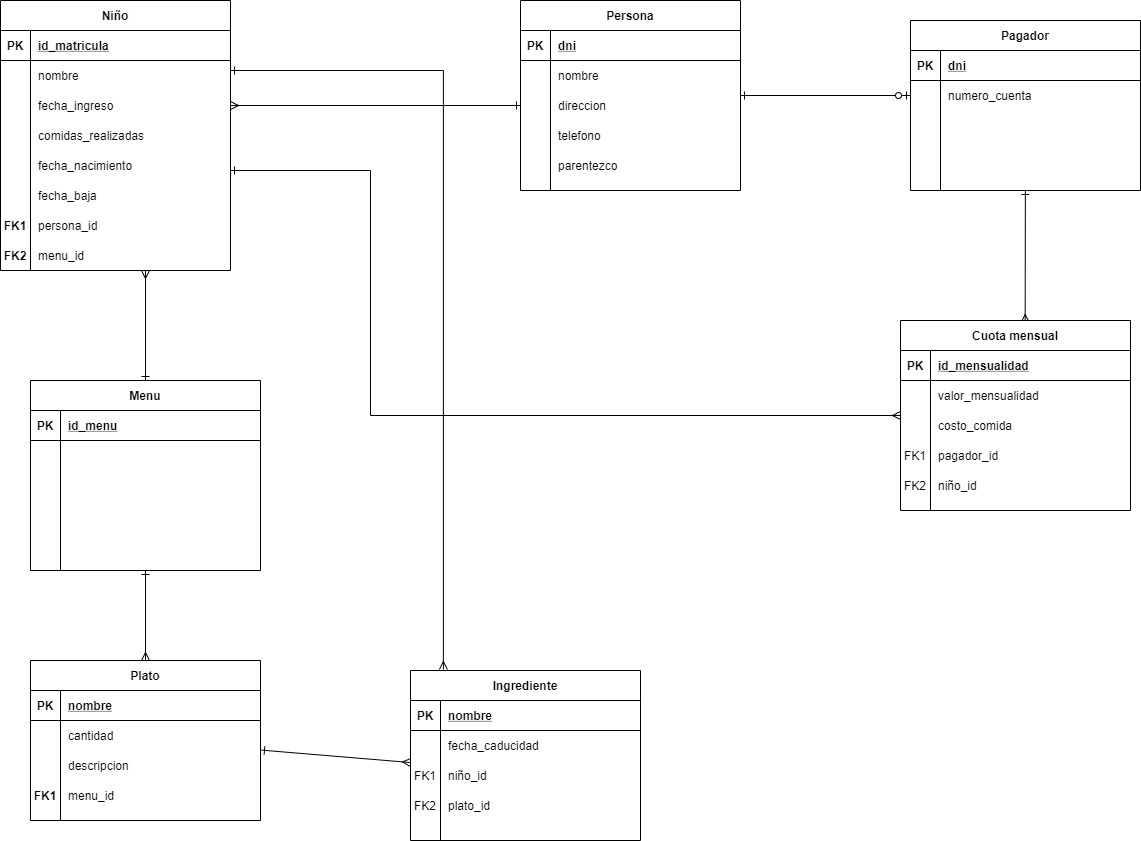 Niño
PK id_matricula
nombre
fecha_ingreso
comidas_realizadas
fecha_nacimiento
fecha_baja
FK1 persona_id
FK2 menu_id
Persona
PK dni
nombre
direccion
telefono
parentezco
Pagador
PK dni
numero_cuenta
Cuota mensual
PK id_mensualidad
valor_mensualidad
costo_comida
FK1 pagador_id
FK2 niño_id
Menu
PK id_menu
Plato
PK nombre
cantidad
descripcion
FK1 menu_id
Ingrediente
PK nombre
fecha_caducidad
FK1 niño_id
FK2 plato_id